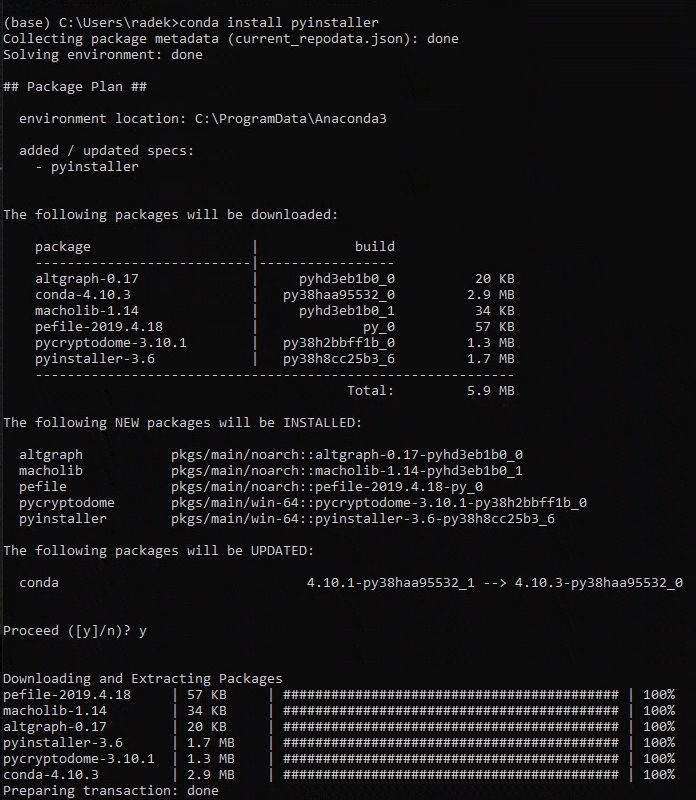 (base) C:\Users\radek>conda install pyinstaller
Collecting package metadata (current_repodata.json): done
Solving environment: done

## Package Plan ##

  environment location: C:\ProgramData\Anaconda3

  added / updated specs:
    - pyinstaller


The following packages will be downloaded:

    package                    |            build
    ---------------------------|-----------------
    altgraph-0.17              |     pyhd3eb1b0_0          20 KB
    conda-4.10.3               |   py38haa95532_0         2.9 MB
    macholib-1.14              |     pyhd3eb1b0_1          34 KB
    pefile-2019.4.18           |             py_0          57 KB
    pycryptodome-3.10.1        |   py38h2bbff1b_0         1.3 MB
    pyinstaller-3.6            |   py38h8cc25b3_6         1.7 MB
    ------------------------------------------------------------
                                           Total:         5.9 MB

The following NEW packages will be INSTALLED:

  altgraph           pkgs/main/noarch::altgraph-0.17-pyhd3eb1b0_0
  macholib           pkgs/main/noarch::macholib-1.14-pyhd3eb1b0_1
  pefile             pkgs/main/noarch::pefile-2019.4.18-py_0
  pycryptodome       pkgs/main/win-64::pycryptodome-3.10.1-py38h2bbff1b_0
  pyinstaller        pkgs/main/win-64::pyinstaller-3.6-py38h8cc25b3_6

The following packages will be UPDATED:

  conda                               4.10.1-py38haa95532_1 --> 4.10.3-py38haa95532_0


Proceed ([y]/n)? y


Downloading and Extracting Packages
pefile-2019.4.18     | 57 KB     | ########################################## | 100%
macholib-1.14        | 34 KB     | ########################################## | 100%
altgraph-0.17        | 20 KB     | ########################################## | 100%
pyinstaller-3.6      | 1.7 MB    | ########################################## | 100%
pycryptodome-3.10.1  | 1.3 MB    | ########################################## | 100%
conda-4.10.3         | 2.9 MB    | ########################################## | 100%
Preparing transaction: done